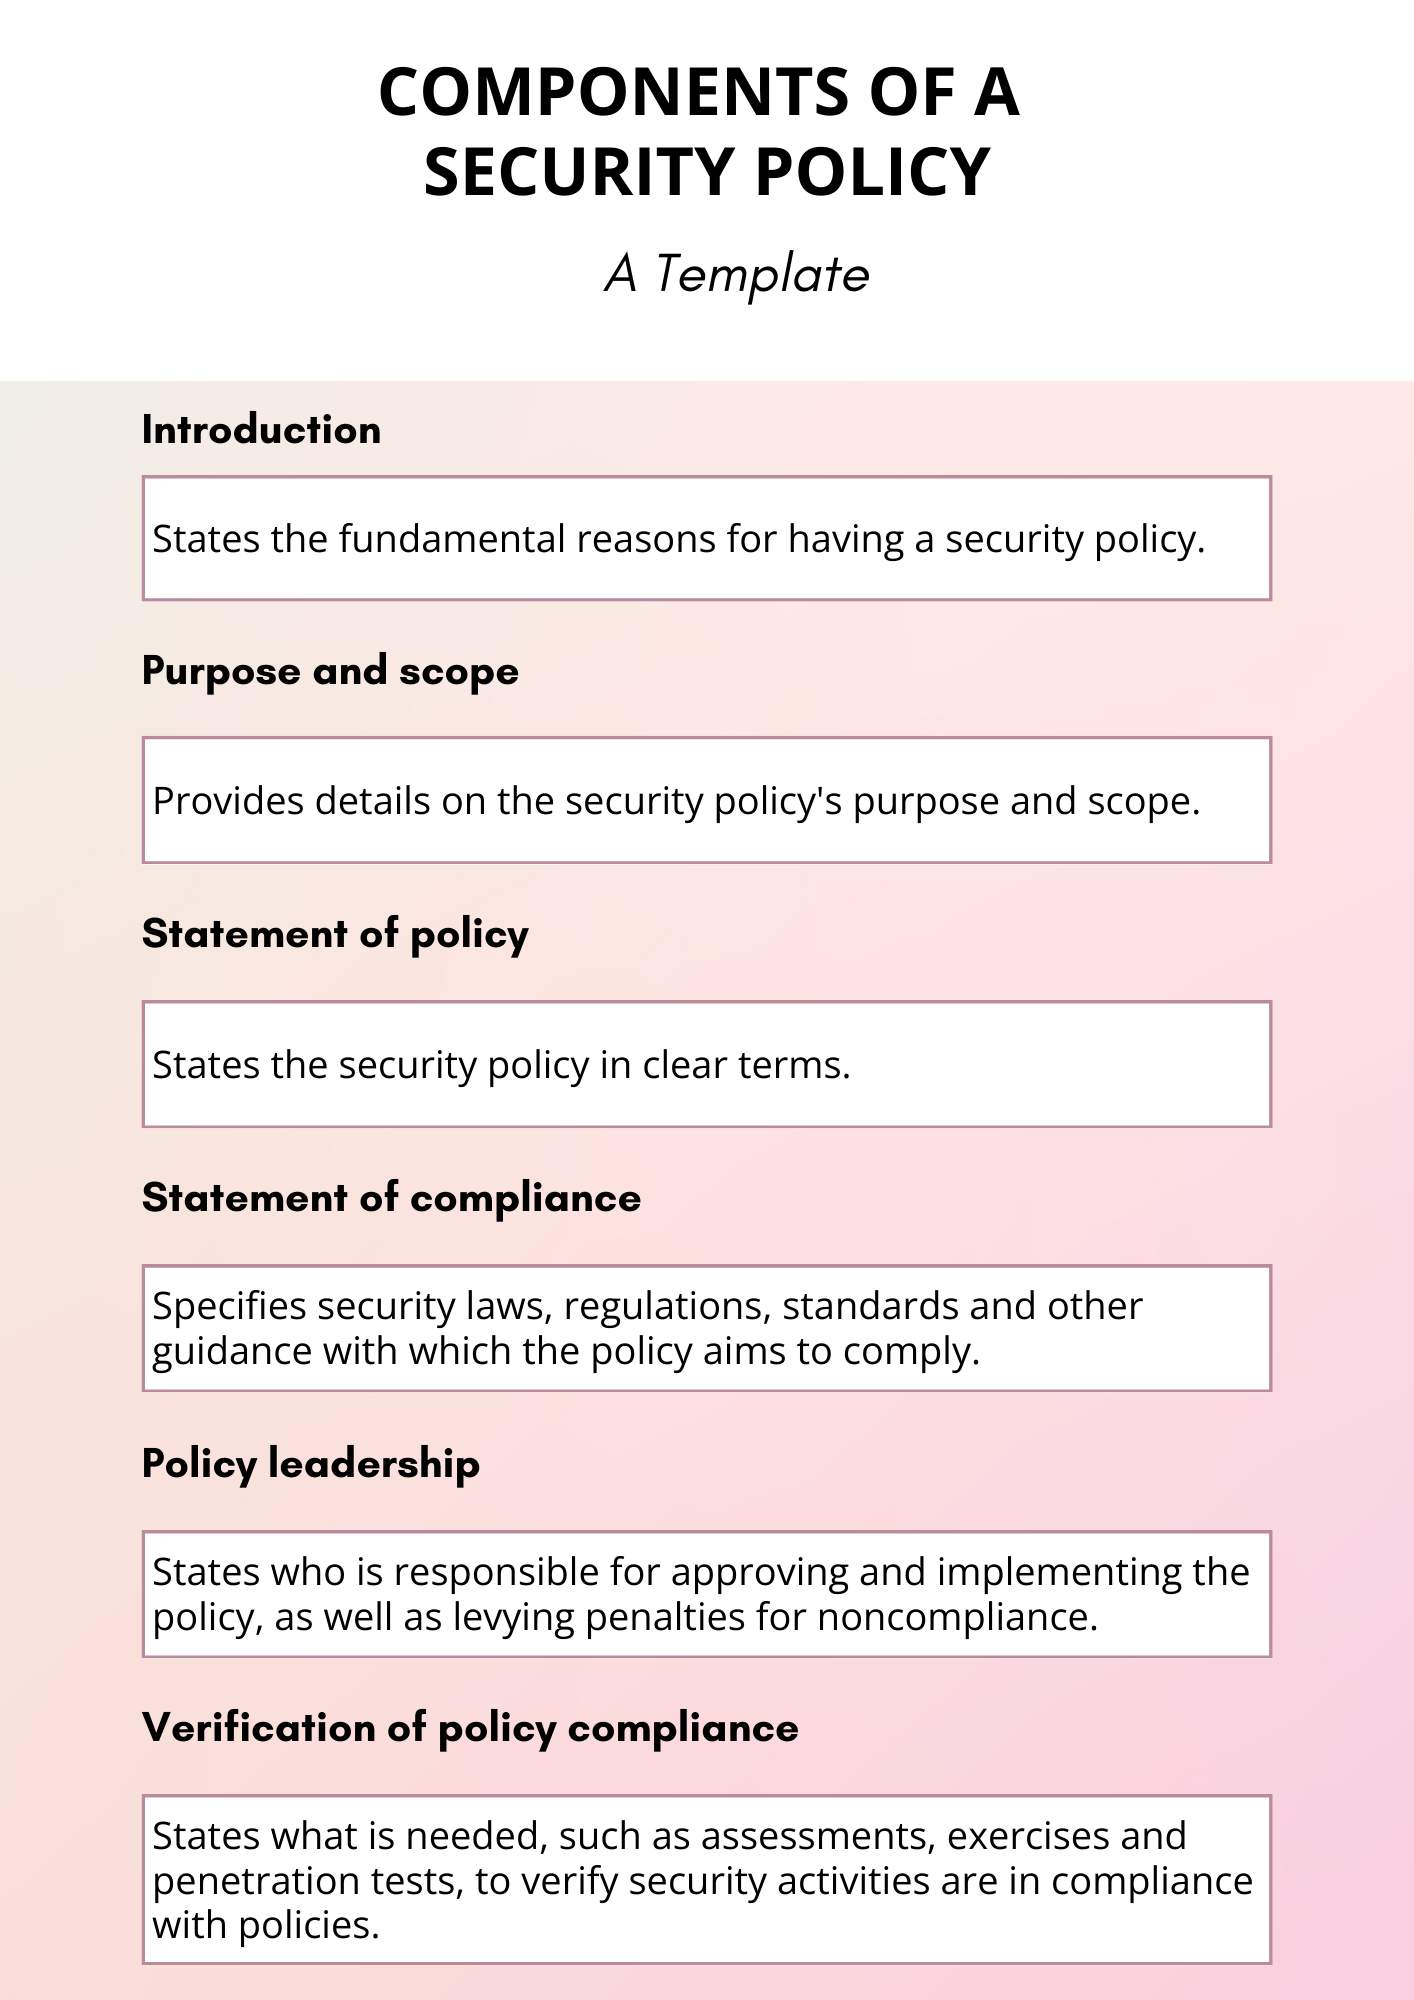 COMPONENTS OF A
SECURITY POLICY
A Template
Introduction
States the fundamental reasons for having a security policy.
Purpose and scope
Provides details on the security policy's purpose and scope.
Statement of policy
States the security policy in clear terms.
Statement of compliance
Specifies security laws, regulations, standards and other
guidance with which the policy aims to comply.
Policy leadership
States who is responsible for approving and implementing the
policy, as well as levying penalties for noncompliance.
Verification of policy compliance
States what is needed, such as assessments, exercises and
penetration tests, to verify security activities are in compliance
with policies.